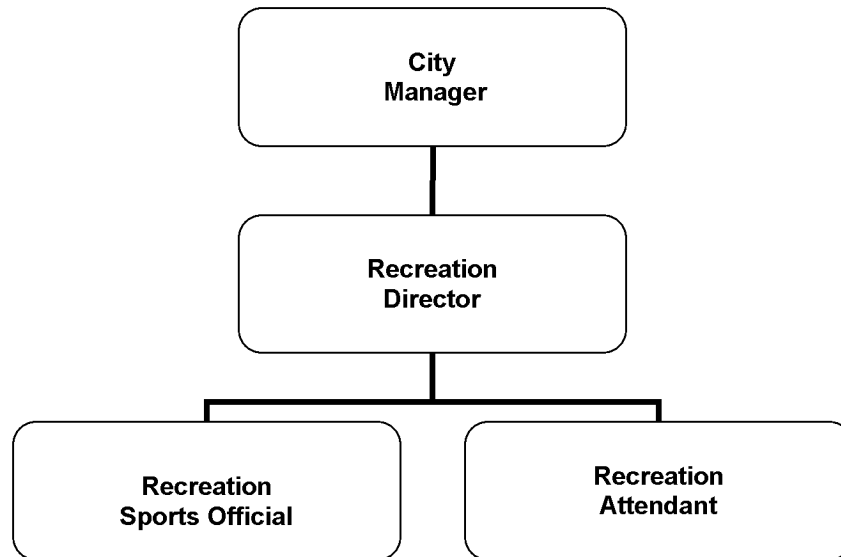 City
Manager
Recreation
Director
Recreation
Sports Official
Recreation
Attendant